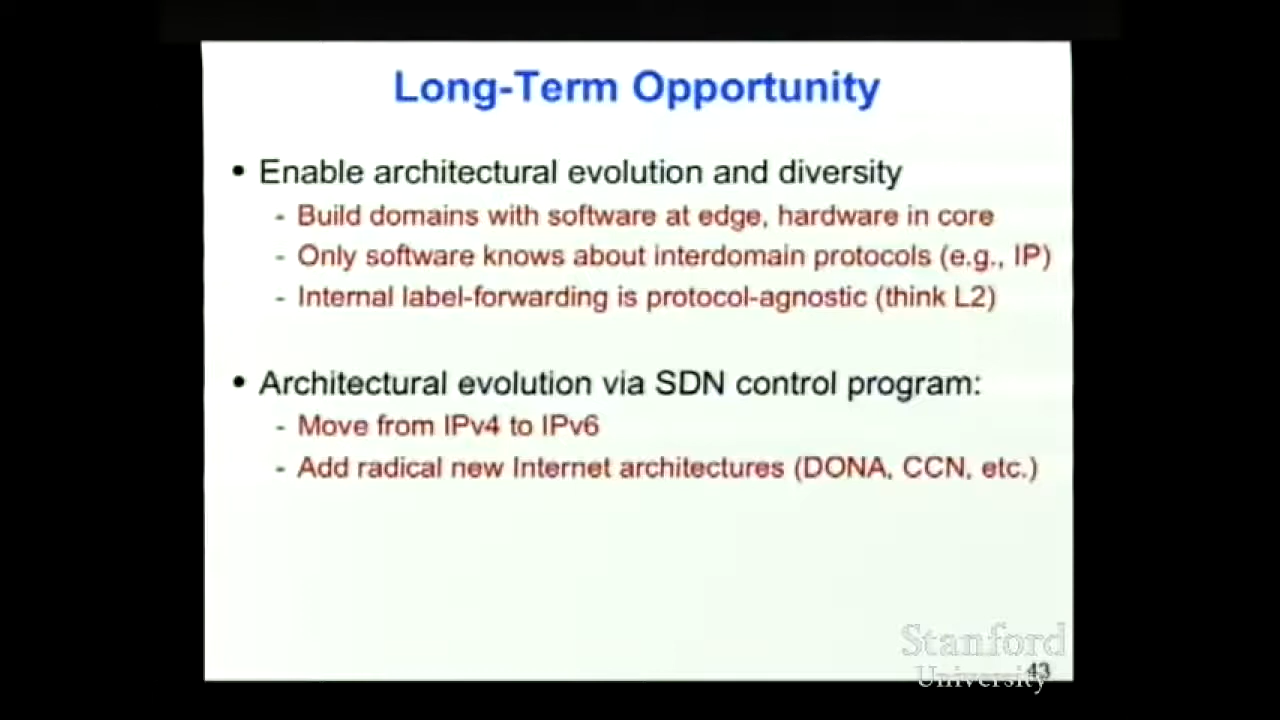 Long-Term Opportunity
• Enable architectural evolution and diversity
- Build domains with software at edge, hardware in core
- Only software knows about interdomain protocols (e.g., IP)
- Internal label-forwarding is protocol-agnostic (think L2)
• Architectural evolution via SDN control program:
- Move from IPv4 to IPv6
- Add radical new Internet architectures (DONA, CCN, etc.)
Stanford
University
43